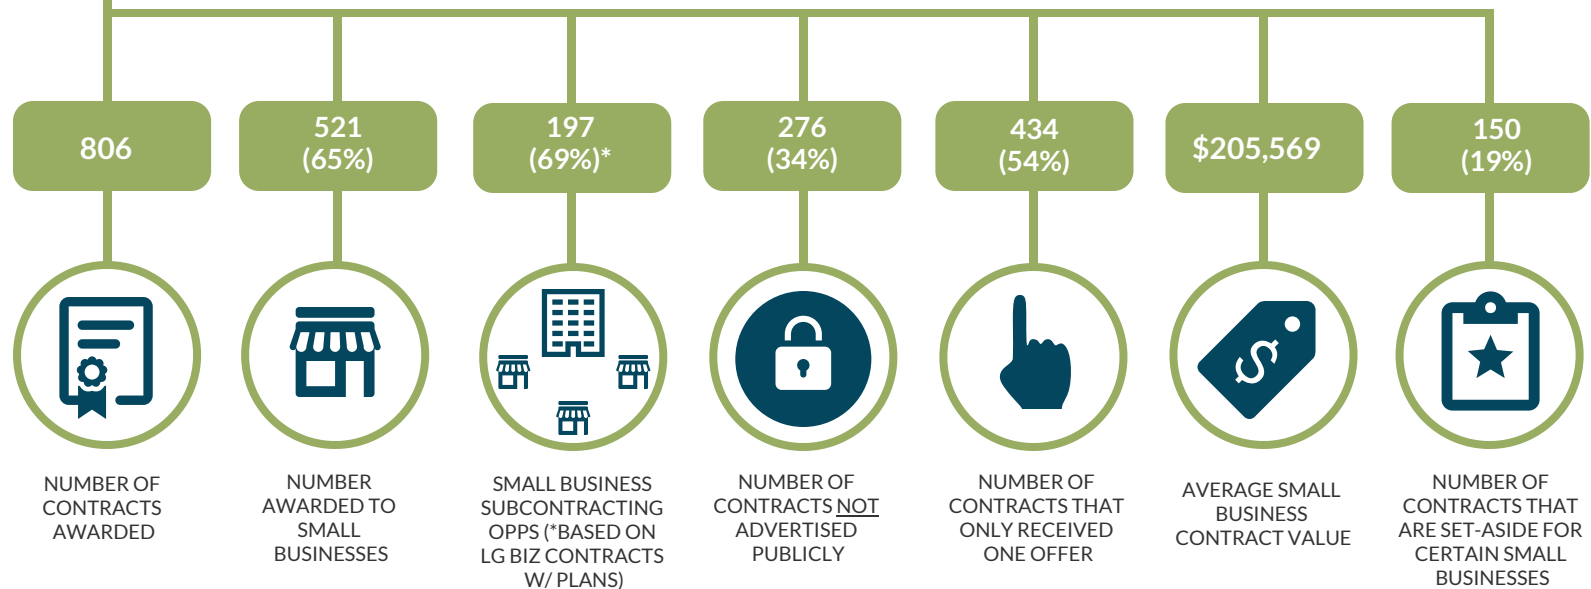 806
521
(65%)
197
(69%)*
276
(34%)
434
(54%)
$205,569
150
(19%)
$
NUMBER OF
CONTRACTS
AWARDED
NUMBER
AWARDED TO
SMALL
BUSINESSES
SMALL BUSINESS
SUBCONTRACTING
OPPS (*BASED ON
LG BIZ CONTRACTS
W/ PLANS)
NUMBER OF
CONTRACTS NOT
ADVERTISED
PUBLICLY
NUMBER OF
CONTRACTS THAT
ONLY RECEIVED
ONE OFFER
AVERAGE SMALL
BUSINESS
CONTRACT VALUE
NUMBER OF
CONTRACTS THAT
ARE SET-ASIDE FOR
CERTAIN SMALL
BUSINESSES